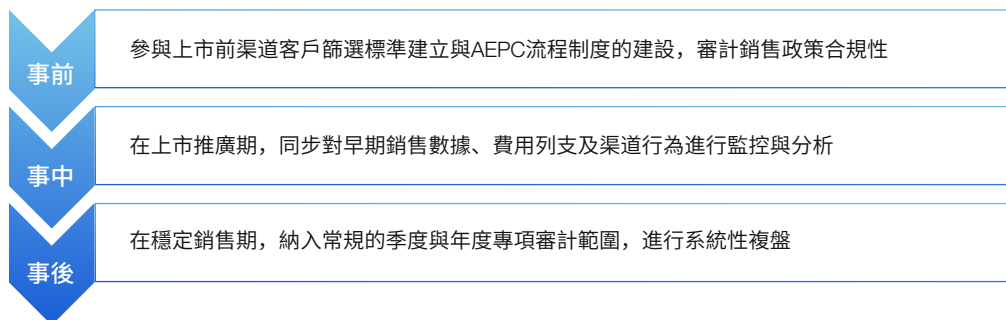 事前
參與上市前渠道客戶篩選標準建立與AEPC流程制度的建設，審計銷售政策合規性
事中
在上市推廣期，同步對早期銷售數據、費用列支及渠道行為進行監控與分析
事後
在穩定銷售期，納入常規的季度與年度專項審計範圍，進行系統性複盤